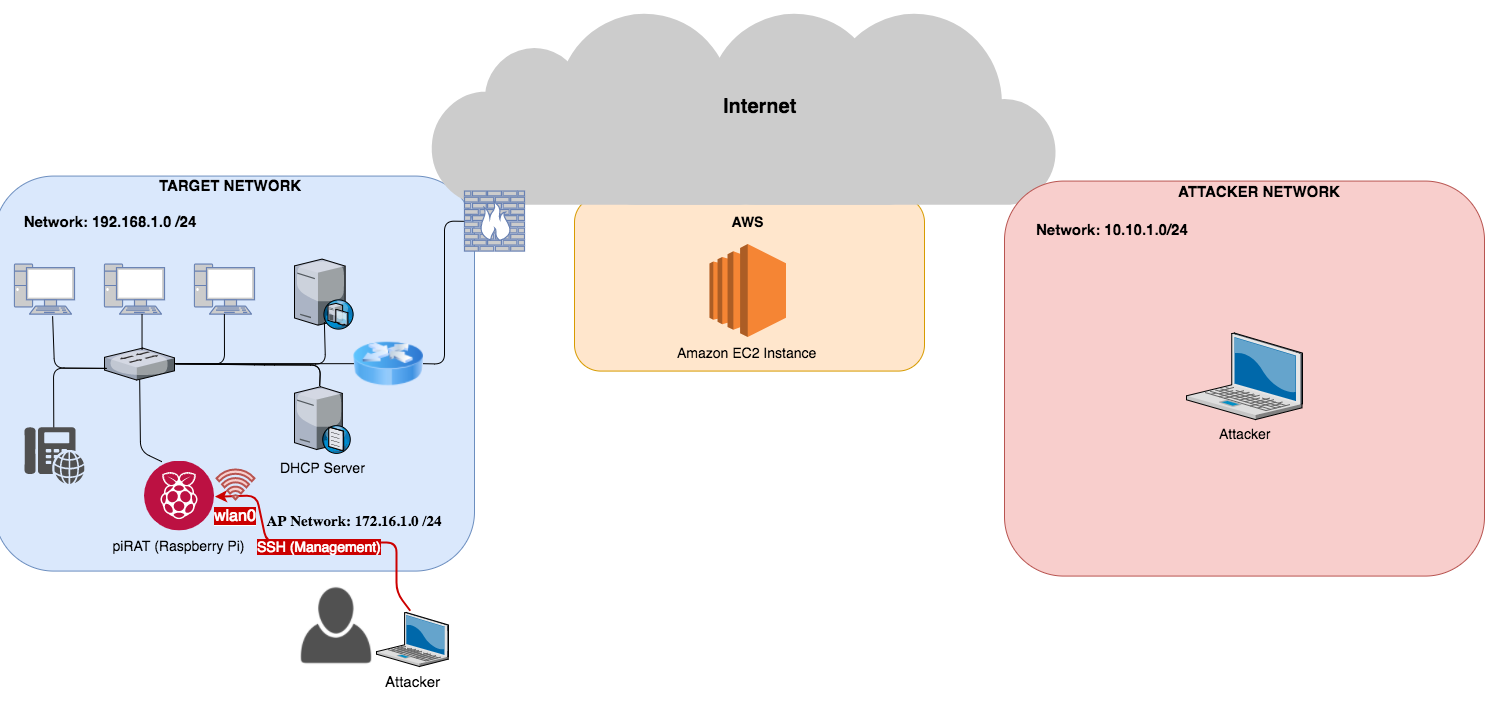 Internet
TARGET NETWORK
Network: 192.168.1.0 /24
AWS
Amazon EC2 Instance
ATTACKER NETWORK
Network: 10.10.1.0/24
Attacker
DHCP Server
wlan0
AP Network: 172.16.1.0 /24
piRAT (Raspberry Pi)
SSH (Management)
Attacker